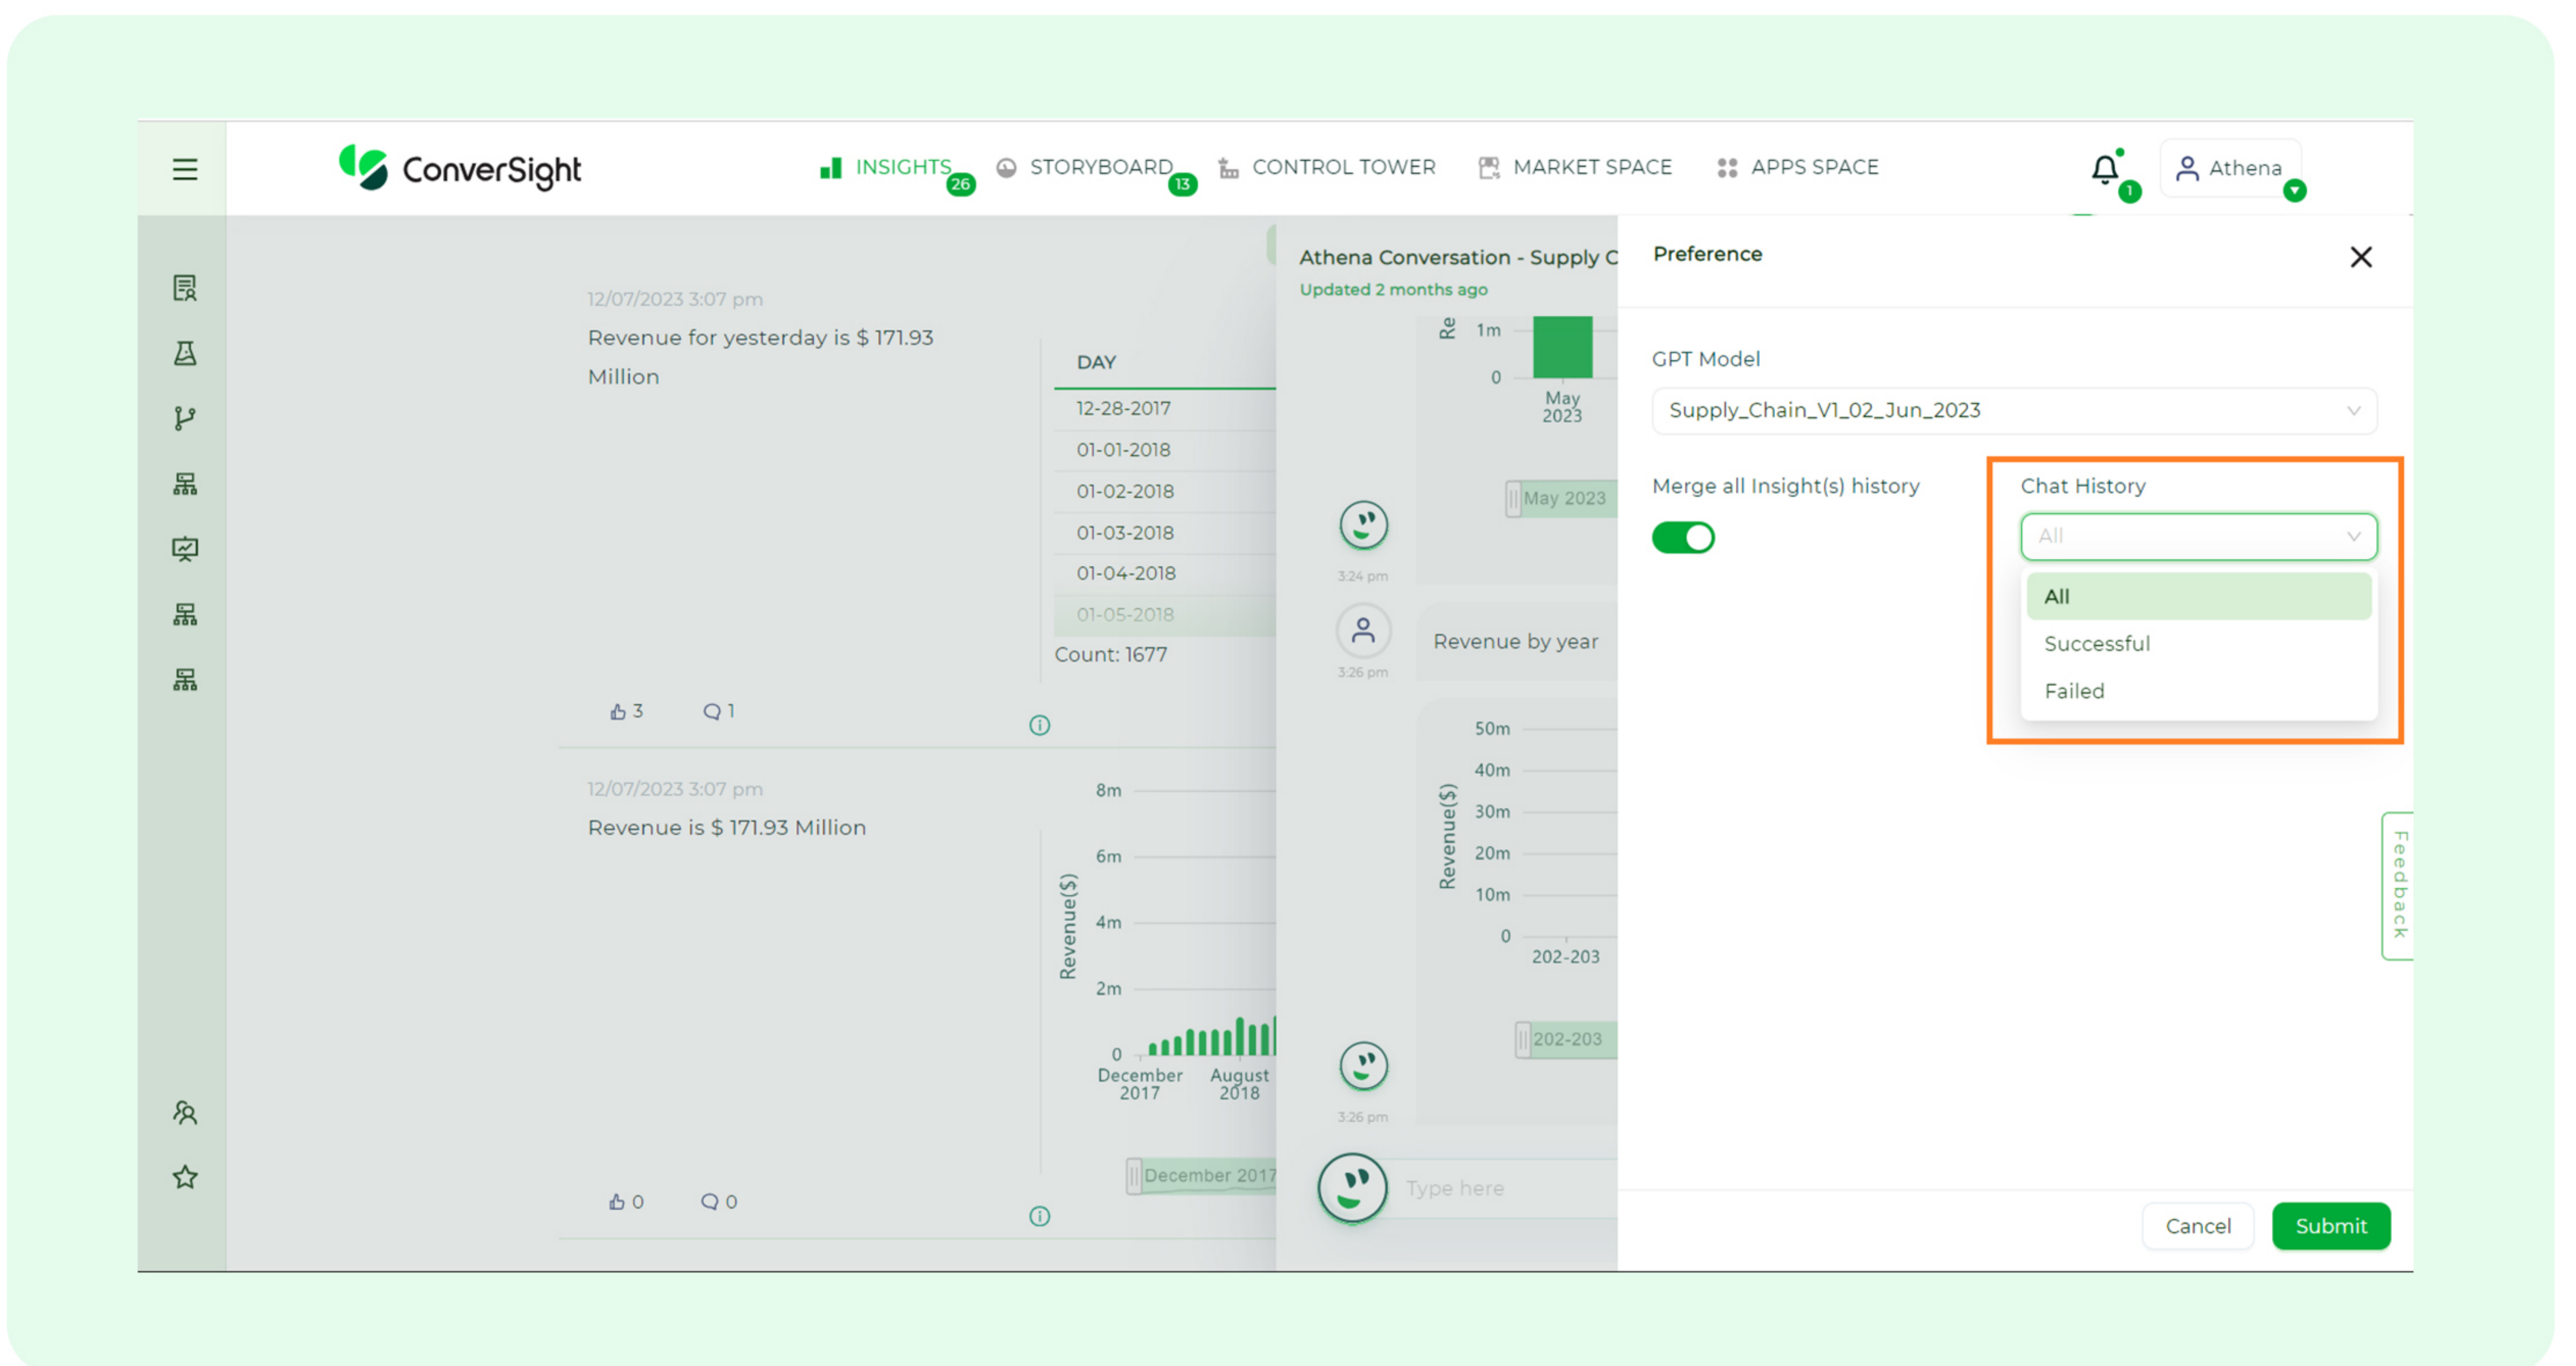 ConverSight
INSIGHTS
26
STORYBOARD
13
CONTROL TOWER
MARKET SPACE
APPS SPACE
1
Athena
12/07/2023 3:07 pm
Revenue for yesterday is $ 171.93
Million
DAY
12-28-2017
01-01-2018
01-02-2018
01-03-2018
01-04-2018
01-05-2018
Count: 1677
3
1
12/07/2023 3:07 pm
Revenue is $ 171.93 Million
Revenue($)
8m
6m
4m
2m
0
December
2017
August
2018
December 2017
0
0
Athena Conversation - Supply C
Updated 2 months ago
Re
1m
0
May
2023
May 2023
3:24 pm
Revenue by year
3:26 pm
Revenue($)
50m
40m
30m
20m
10m
0
202-203
202-203
3:26 pm
Type here
Preference
GPT Model
Supply_Chain_V1_02_Jun_2023
Merge all Insight(s) history
Chat History
All
All
Successful
Failed
Feedback
Cancel
Submit